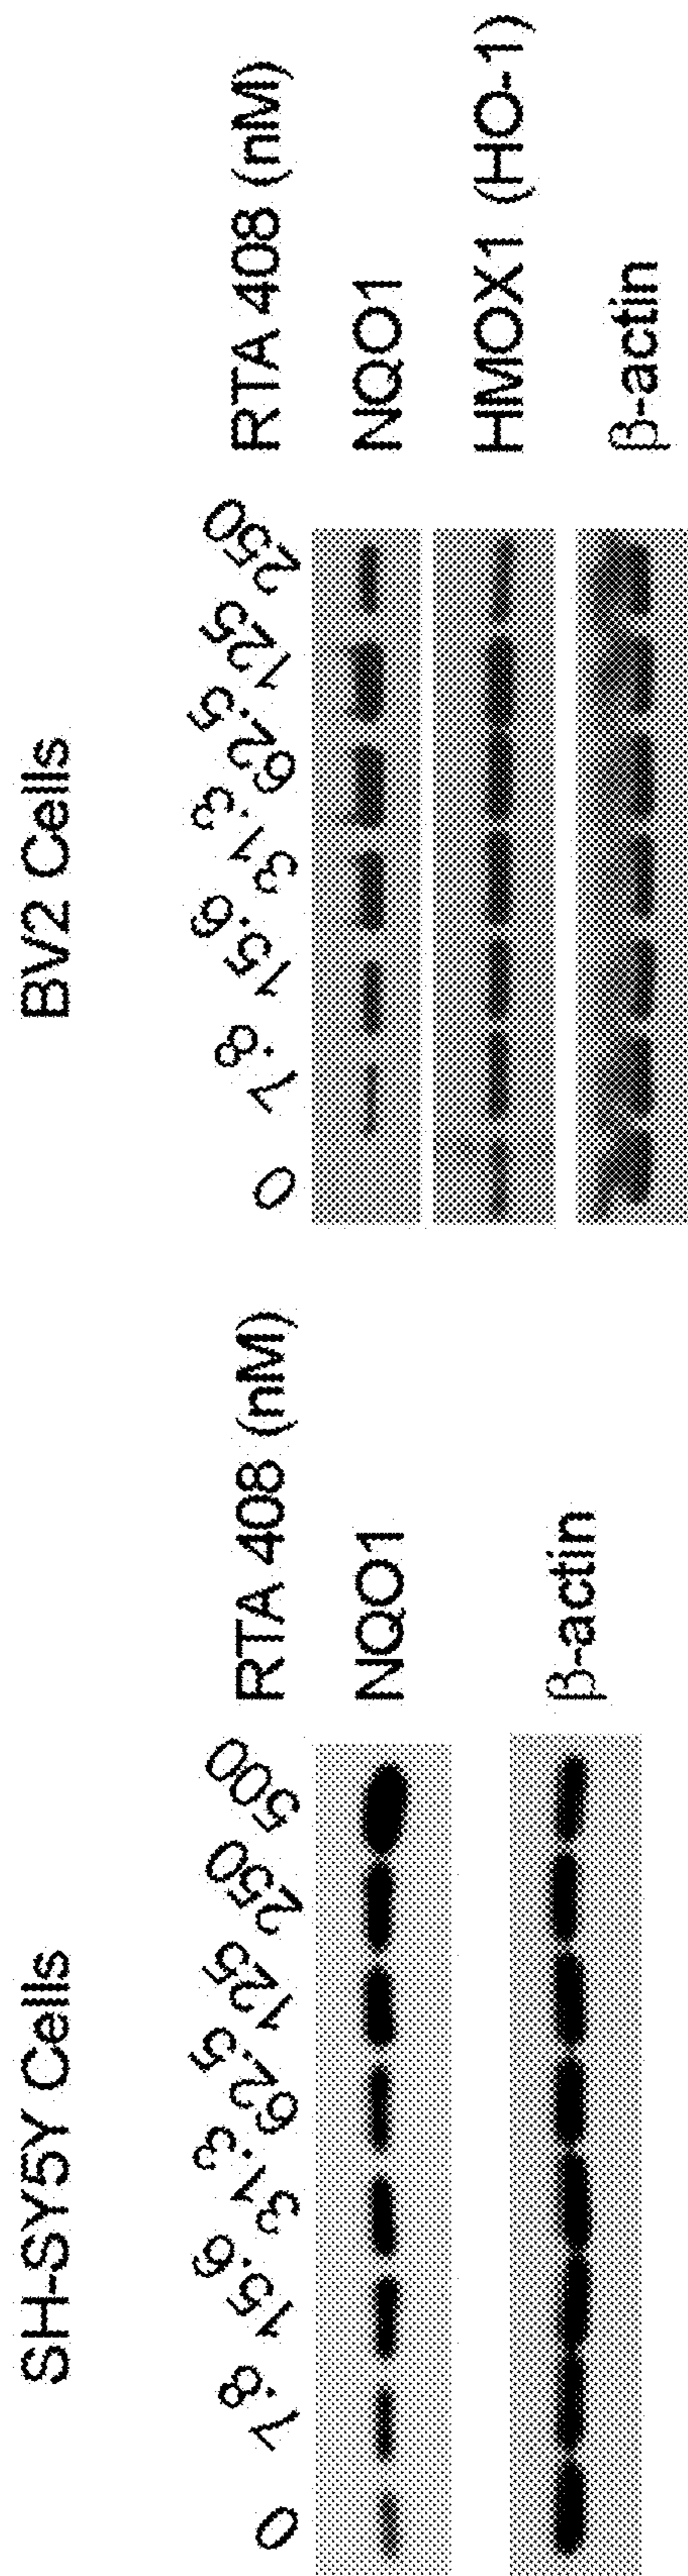 SH-SY5Y Cells
0 7.8 15.6 31.3 62.5 125 250 500 RTA 408 (nM)
NQO1
β-actin
BV2 Cells
0 7.8 15.6 31.3 62.5 125 250 RTA 408 (nM)
NQO1
HMOX1 (HO-1)
β-actin